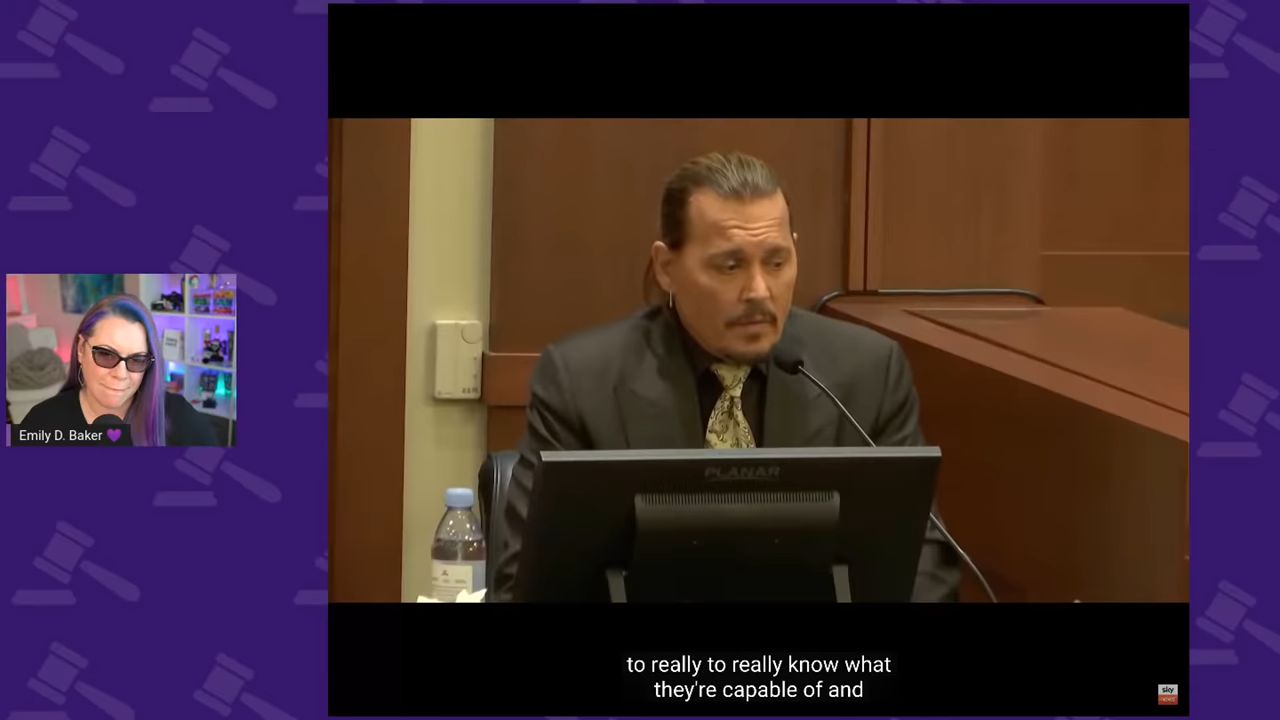 Emily D. Baker 💜
PLANAR
to really to really know what
they're capable of and
sky
news